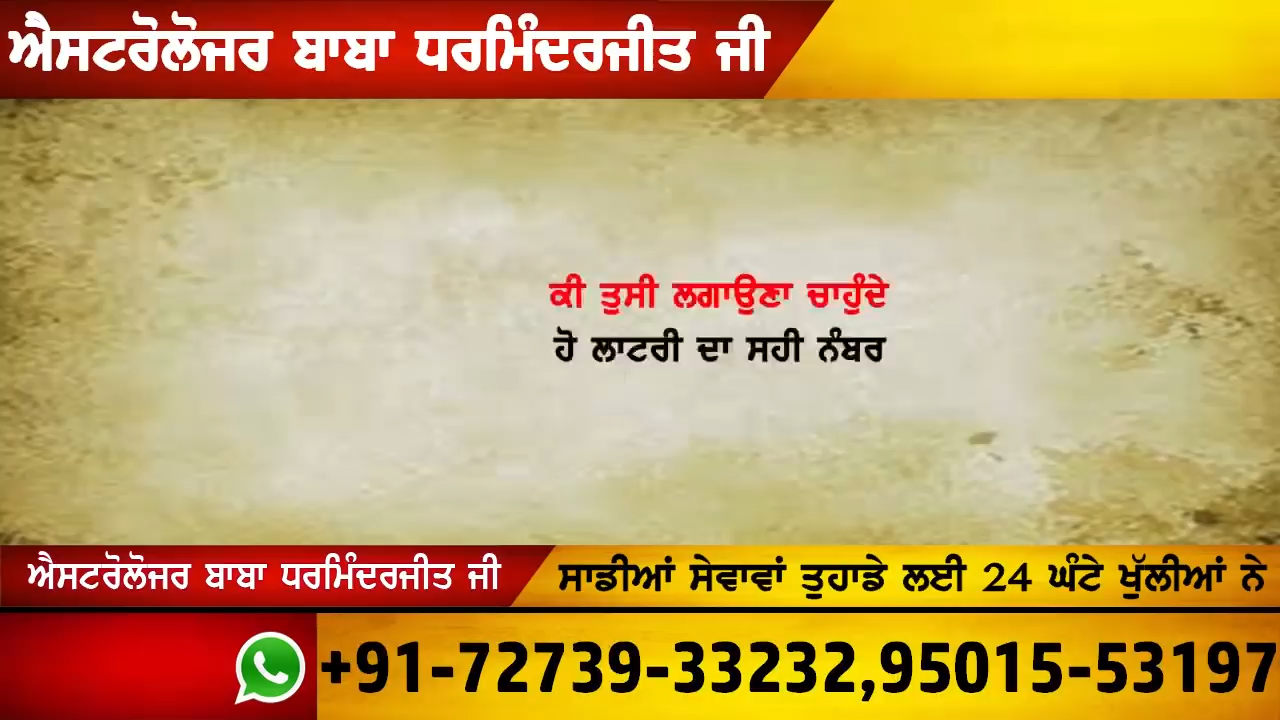 ਐਸਟਰੋਲੋਜਰ ਬਾਬਾ ਧਰਮਿੰਦਰਜੀਤ ਜੀ
ਕੀ ਤੁਸੀ ਲਗਾਉਣਾ ਚਾਹੁੰਦੇ
ਹੋ ਲਾਟਰੀ ਦਾ ਸਹੀ ਨੰਬਰ
ਐਸਟਰੋਲੋਜਰ ਬਾਬਾ ਧਰਮਿੰਦਰਜੀਤ ਜੀ
ਸਾਡੀਆਂ ਸੇਵਾਵਾਂ ਤੁਹਾਡੇ ਲਈ 24 ਘੰਟੇ ਖੁੱਲੀਆਂ ਨੇ
+91-72739-33232,95015-53197